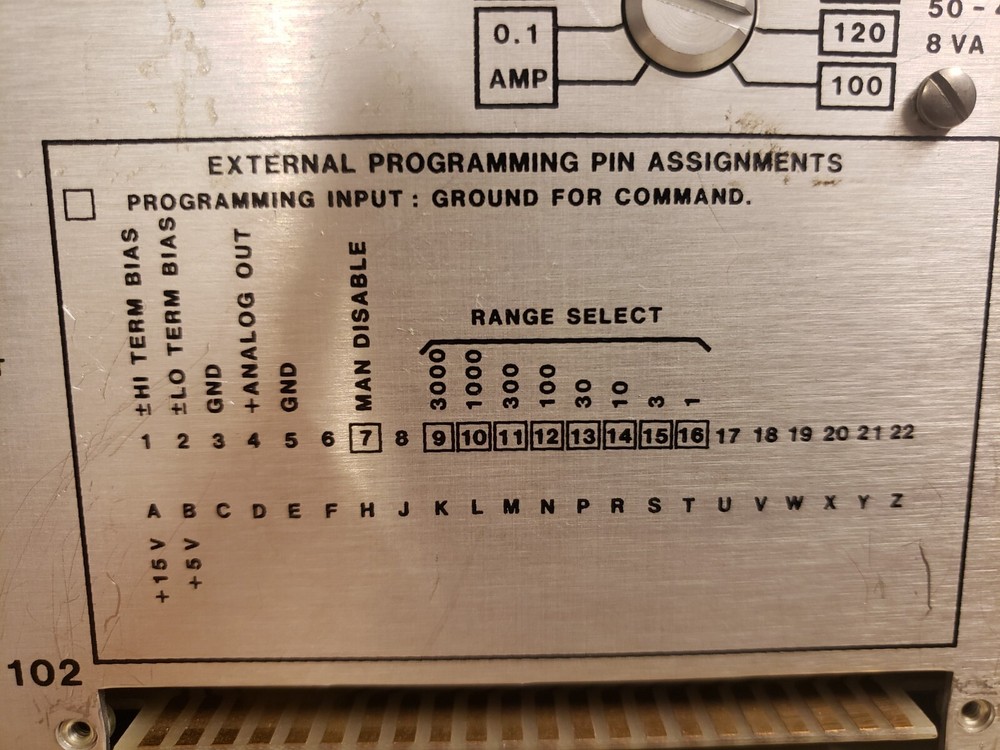 0.1
AMP
120
100
50 -
8 VA
EXTERNAL PROGRAMMING PIN ASSIGNMENTS
PROGRAMMING INPUT : GROUND FOR COMMAND.
±HI TERM BIAS
±LO TERM BIAS
GND
+ANALOG OUT
GND
MAN DISABLE
RANGE SELECT
3000
1000
300
100
30
10
3
1
1 2 3 4 5 6 7 8 9 10 11 12 13 14 15 16 17 18 19 20 21 22
A B C D E F H J K L M N P R S T U V W X Y Z
+15 V
+5 V
102